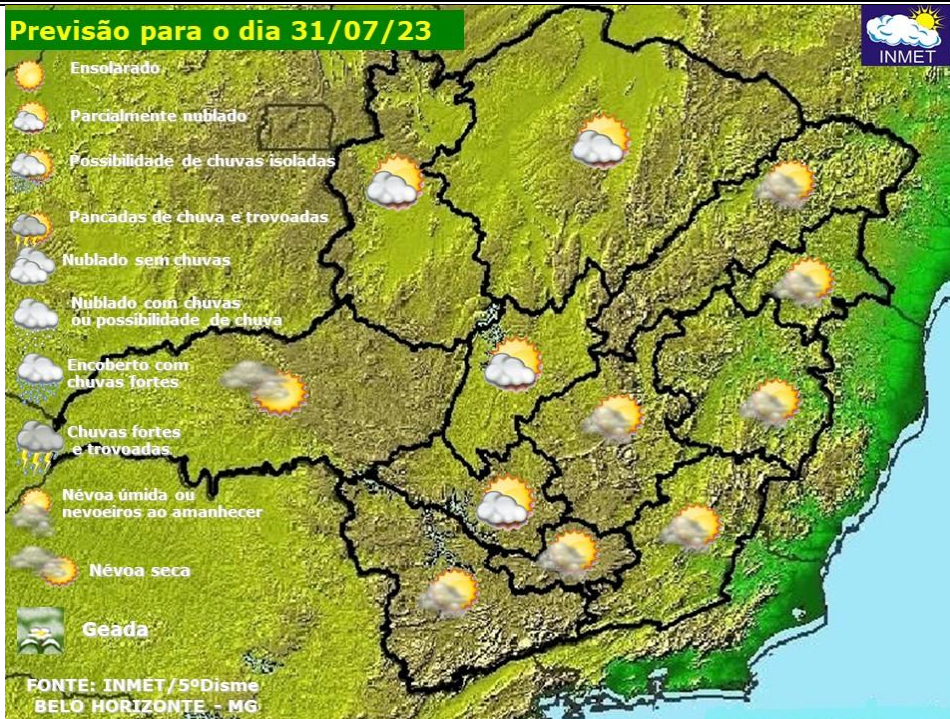 Previsão para o dia 31/07/23
INMET
Ensolarado
Parcialmente nublado
Possibilidade de chuvas isoladas
Pancadas de chuva e trovoadas
Nublado sem chuvas
Nublado com chuvas
ou possibilidade de chuva
Encoberto com
chuvas fortes
Chuvas fortes
e trovoadas
Névoa úmida ou
nevoeiros ao amanhecer
Névoa seca
Geada
FONTE: INMET/5ºDisme
BELO HORIZONTE - MG